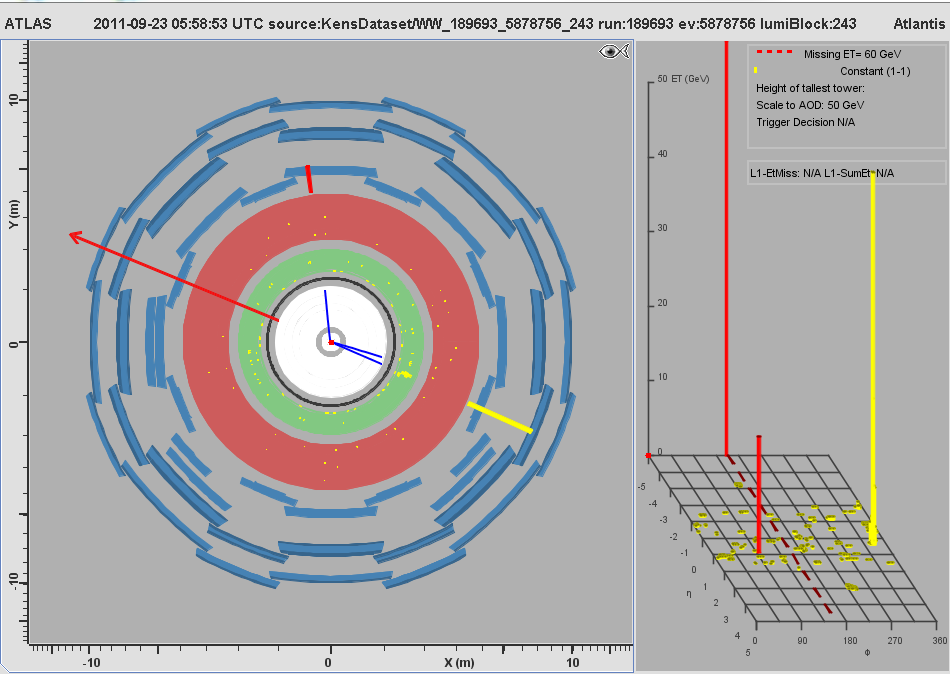 ATLAS 2011-09-23 05:58:53 UTC source:KensDataset/WW_189693_5878756_243 run:189693 ev:5878756 lumiBlock:243 Atlantis
Missing ET= 60 GeV
Constant (1-1)
Height of tallest tower:
Scale to AOD: 50 GeV
Trigger Decision N/A
L1-EtMiss: N/A L1-SumEt: N/A
50 ET (GeV)
40
30
20
10
0
-5
-4
-3
-2
-1
0
1
2
3
4
5
η
0 90 180 270 360
Φ
10
Y (m)
0
-10
-10 0 X (m) 10